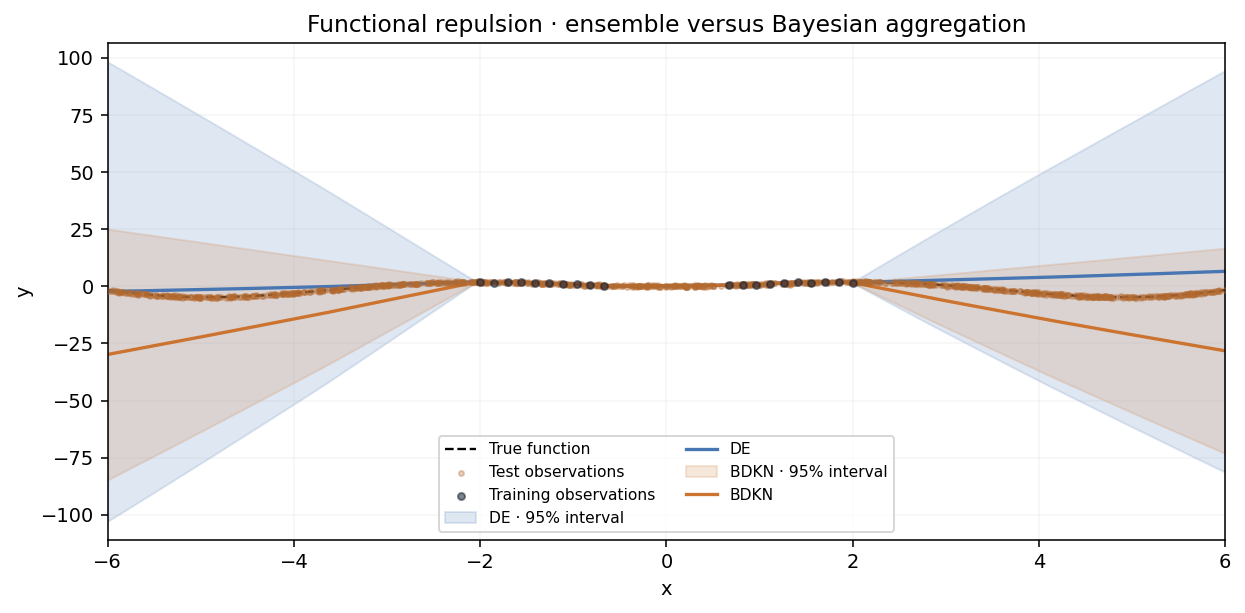 Functional repulsion · ensemble versus Bayesian aggregation
y
100
75
50
25
0
−25
−50
−75
−100
True function
Test observations
Training observations
DE · 95% interval
DE
BDKN · 95% interval
BDKN
−6
−4
−2
0
2
4
6
x